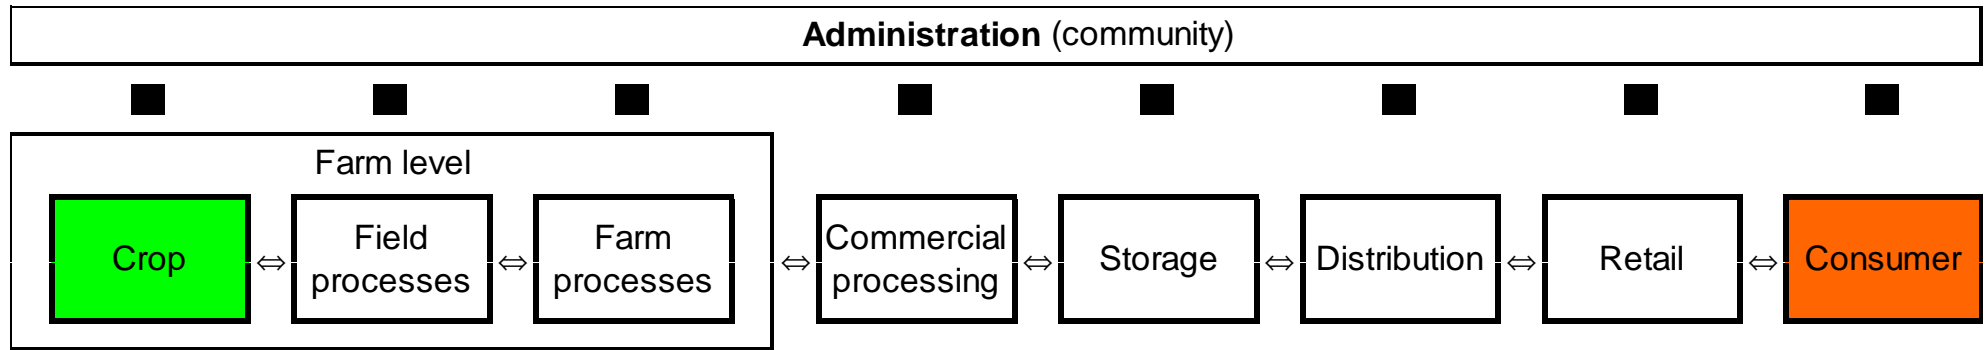 Administration (community)
Farm level
Crop
Field
processes
Farm
processes
Commercial
processing
Storage
Distribution
Retail
Consumer